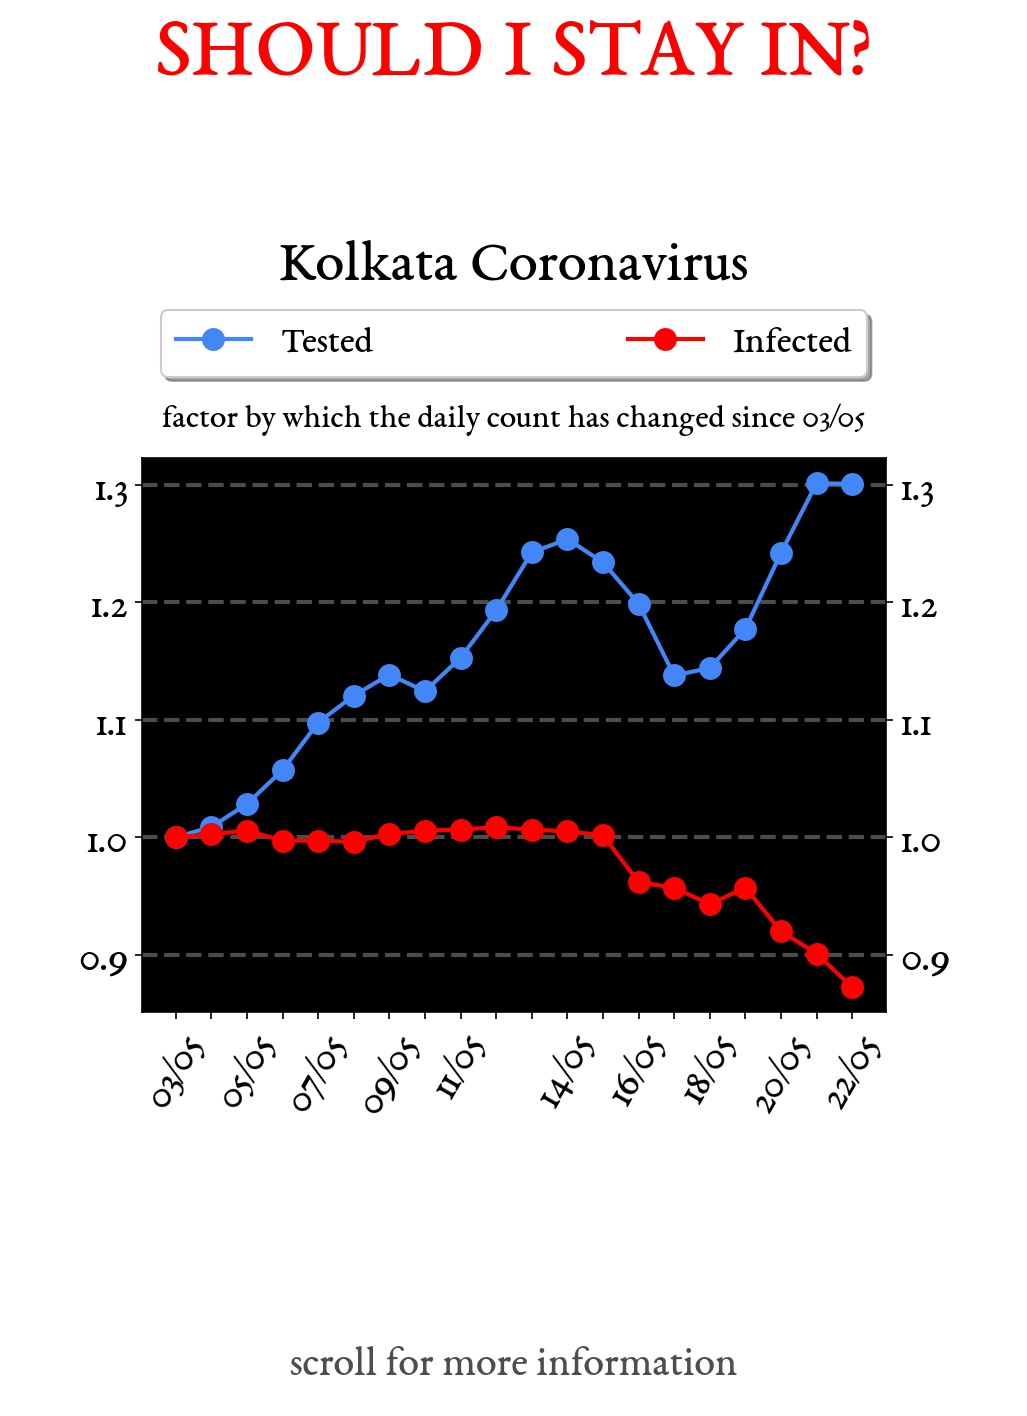 SHOULD I STAY IN?
Kolkata Coronavirus
Tested Infected
factor by which the daily count has changed since 03/05
1.3 1.3
1.2 1.2
1.1 1.1
1.0 1.0
0.9 0.9
03/05 05/05 07/05 09/05 11/05 14/05 16/05 18/05 20/05 22/05
scroll for more information